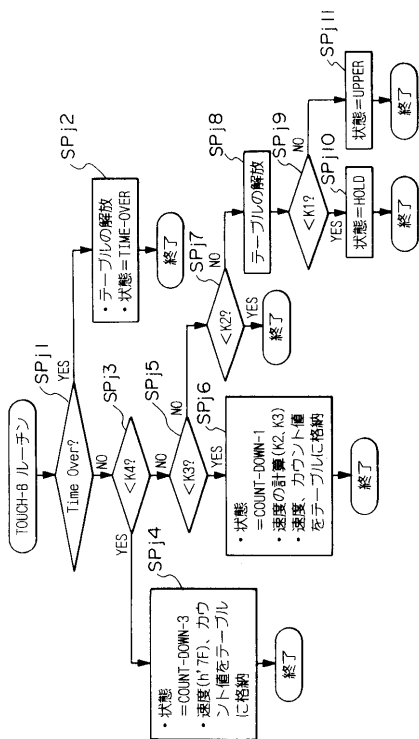 TOUCH-B ルーチン
SPj1
Time Over?
YES
NO
SPj2
・テーブルの解放
・状態=TIME-OVER
終了
SPj3
<K4?
YES
NO
SPj4
・状態
=COUNT-DOWN-3
・速度(h'7F)、カウ
ント値をテーブル
に格納
終了
SPj5
<K3?
NO
YES
SPj6
・状態
=COUNT-DOWN-1
・速度の計算(K2、K3)
・速度、カウント値
をテーブルに格納
終了
SPj7
<K2?
NO
YES
終了
SPj8
テーブルの解放
SPj9
<K1?
NO
YES
SPj10
状態=HOLD
終了
SPj11
状態=UPPER
終了